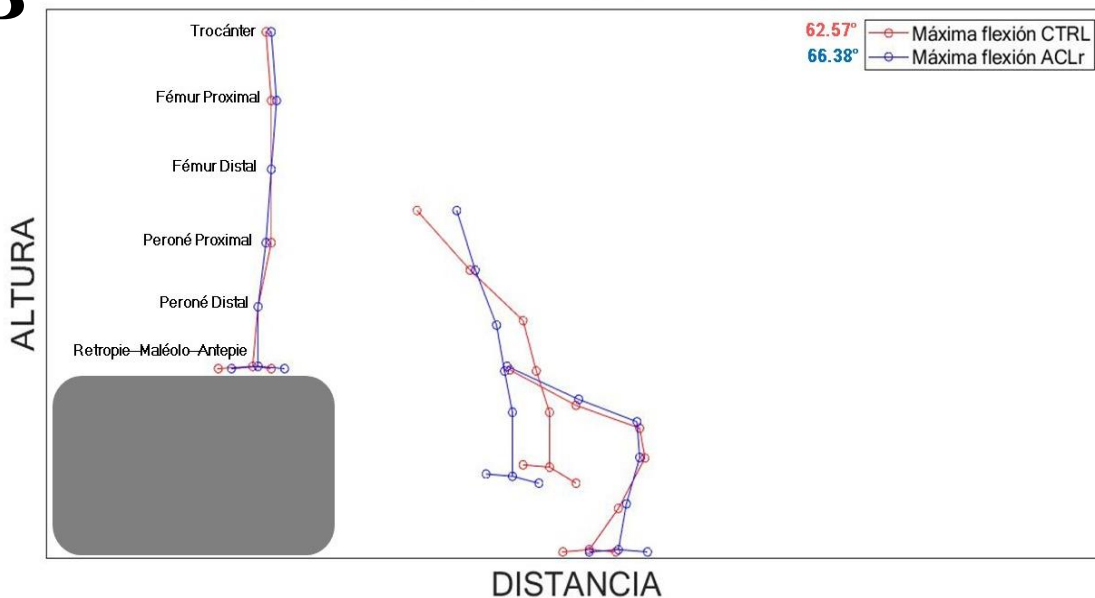 B
Trocánter
62.57°
Máxima flexión CTRL
66.38°
Máxima flexión ACLr
Fémur Proximal
Fémur Distal
Peroné Proximal
Peroné Distal
Retropie Maléolo Antepie
ALTURA
DISTANCIA